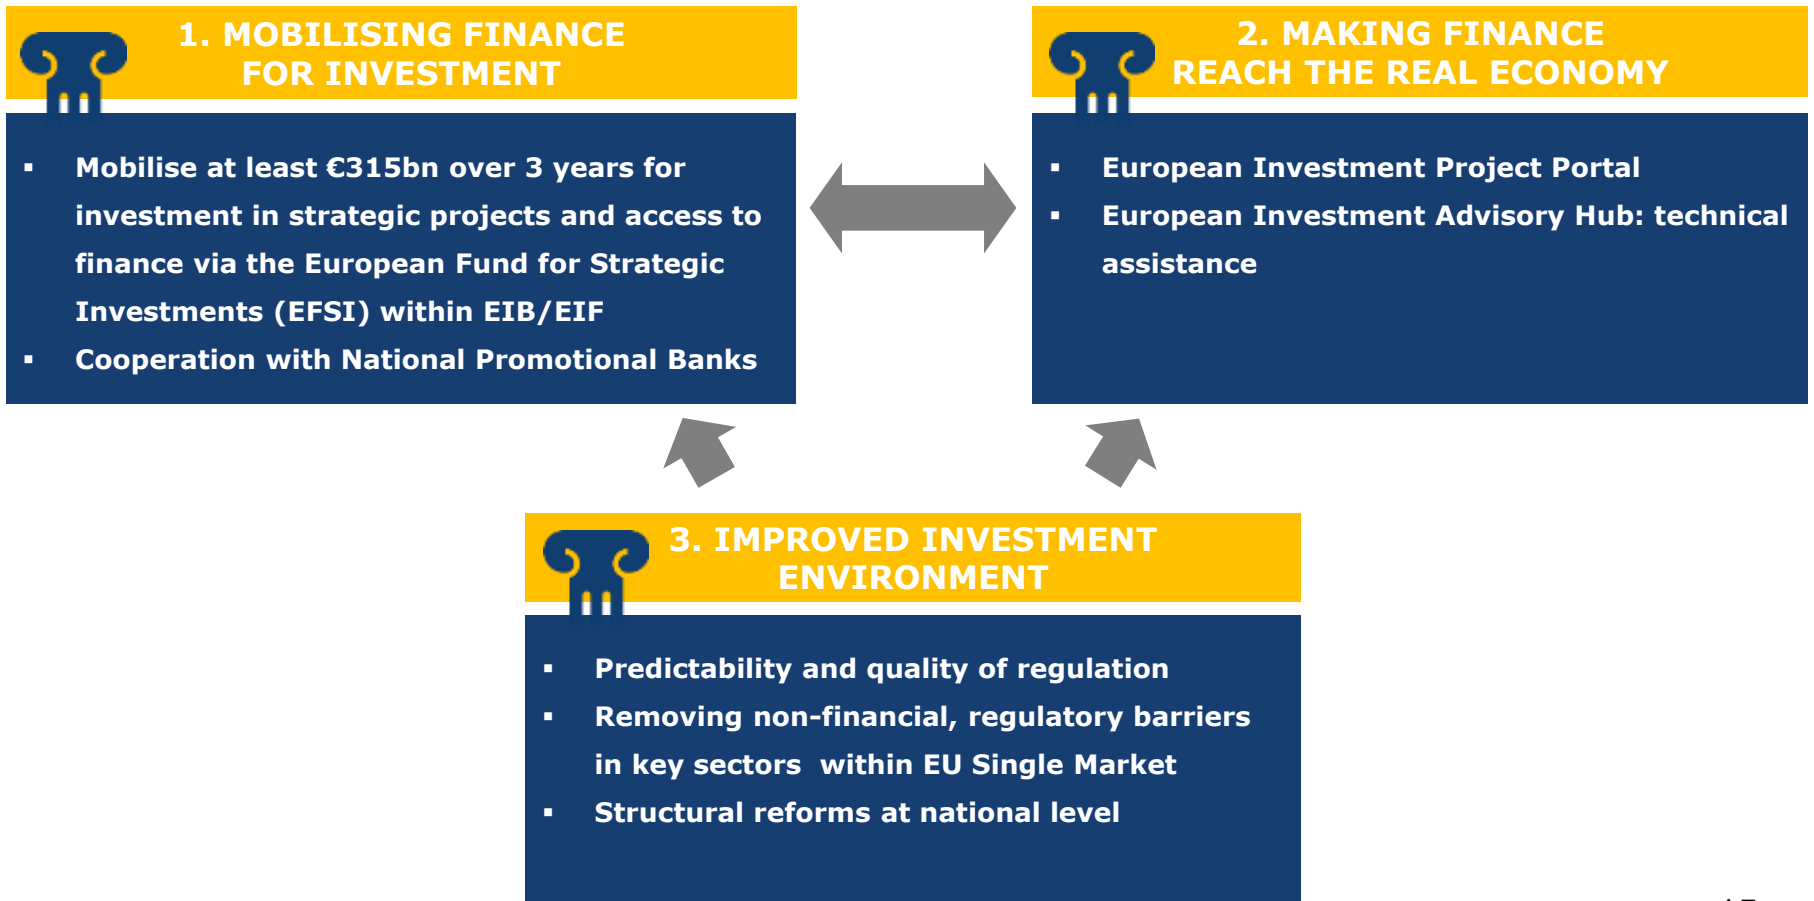 1. MOBILISING FINANCE
FOR INVESTMENT
▪ Mobilise at least €315bn over 3 years for
investment in strategic projects and access to
finance via the European Fund for Strategic
Investments (EFSI) within EIB/EIF
▪ Cooperation with National Promotional Banks
2. MAKING FINANCE
REACH THE REAL ECONOMY
▪ European Investment Project Portal
▪ European Investment Advisory Hub: technical
assistance
3. IMPROVED INVESTMENT
ENVIRONMENT
▪ Predictability and quality of regulation
▪ Removing non-financial, regulatory barriers
in key sectors within EU Single Market
▪ Structural reforms at national level